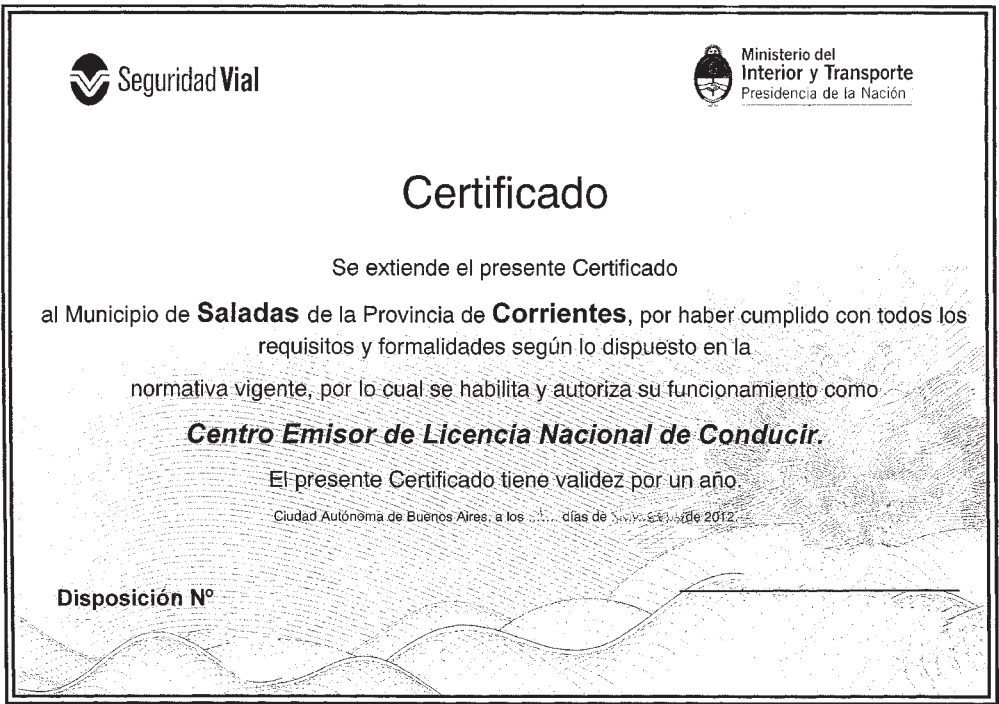 Seguridad Vial
Ministerio del
Interior y Transporte
Presidencia de la Nación
Certificado
Se extiende el presente Certificado
al Municipio de Saladas de la Provincia de Corrientes, por haber cumplido con todos los
requisitos y formalidades según lo dispuesto en la
normativa vigente, por lo cual se habilita y autoriza su funcionamiento como
Centro Emisor de Licencia Nacional de Conducir.
El presente Certificado tiene validez por un año.
Ciudad Autónoma de Buenos Aires, a los días de de 2012.
Disposición Nº